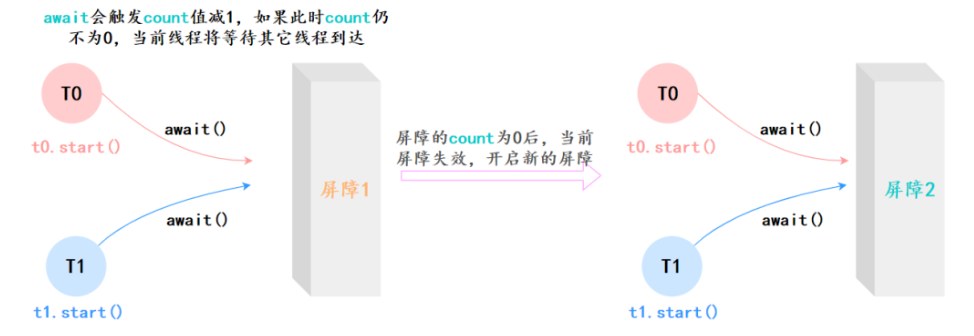 await会触发count值减1，如果此时count仍
不为0，当前线程将等待其它线程到达
T0
await()
t0.start()
屏障1
await()
T1
t1.start()
屏障的count为0后，当前
屏障失效，开启新的屏障
T0
await()
t0.start()
屏障2
await()
T1
t1.start()